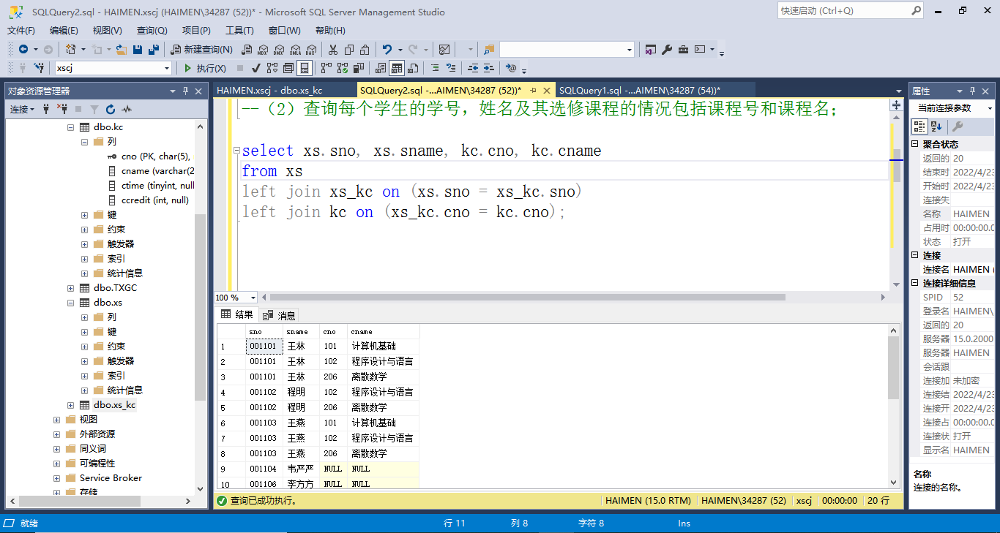 SQLQuery2.sql - HAIMEN.xscj (HAIMEN\34287 (52))* - Microsoft SQL Server Management Studio
快速启动 (Ctrl+Q)
文件(F) 编辑(E) 视图(V) 查询(Q) 项目(P) 工具(T) 窗口(W) 帮助(H)
新建查询(N) MDX DMX XMLA DAX
xscj 执行(X)
对象资源管理器
连接
dbo.kc
列
cno (PK, char(5),
cname (varchar(2
ctime (tinyint, null
ccredit (int, null)
键
约束
触发器
索引
统计信息
dbo.TXGC
dbo.xs
列
键
约束
触发器
索引
统计信息
dbo.xs_kc
视图
外部资源
同义词
可编程性
Service Broker
存储
HAIMEN.xscj - dbo.xs_kc SQLQuery2.sql -...AIMEN\34287 (52))* SQLQuery1.sql -...AIMEN\34287 (54))*
--（2）查询每个学生的学号，姓名及其选修课程的情况包括课程号和课程名；
select xs.sno, xs.sname, kc.cno, kc.cname
from xs
left join xs_kc on (xs.sno = xs_kc.sno)
left join kc on (xs_kc.cno = kc.cno);
100 %
结果 消息
sno sname cno cname
1 001101 王林 101 计算机基础
2 001101 王林 102 程序设计与语言
3 001101 王林 206 离散数学
4 001102 程明 102 程序设计与语言
5 001102 程明 206 离散数学
6 001103 王燕 101 计算机基础
7 001103 王燕 102 程序设计与语言
8 001103 王燕 206 离散数学
9 001104 韦严严 NULL NULL
10 001106 李方方 NULL NULL
查询已成功执行。 HAIMEN (15.0 RTM) HAIMEN\34287 (52) xscj 00:00:00 20 行
属性
当前连接参数
聚合状态
返回的 20
结束时 2022/4/23
开始时 2022/4/23
连接失
名称 HAIMEN
占用时 00:00:00.0
状态 打开
连接
连接名 HAIMEN (
连接详细信息
SPID 52
登录名 HAIMEN\
返回的 20
服务器 15.0.2000
服务器 HAIMEN
会话跟
连接加 未加密
连接结 2022/4/23
连接开 2022/4/23
连接占 00:00:00.0
连接状 打开
显示名 HAIMEN
名称
连接的名称。
就绪 行 11 列 8 字符 8 Ins